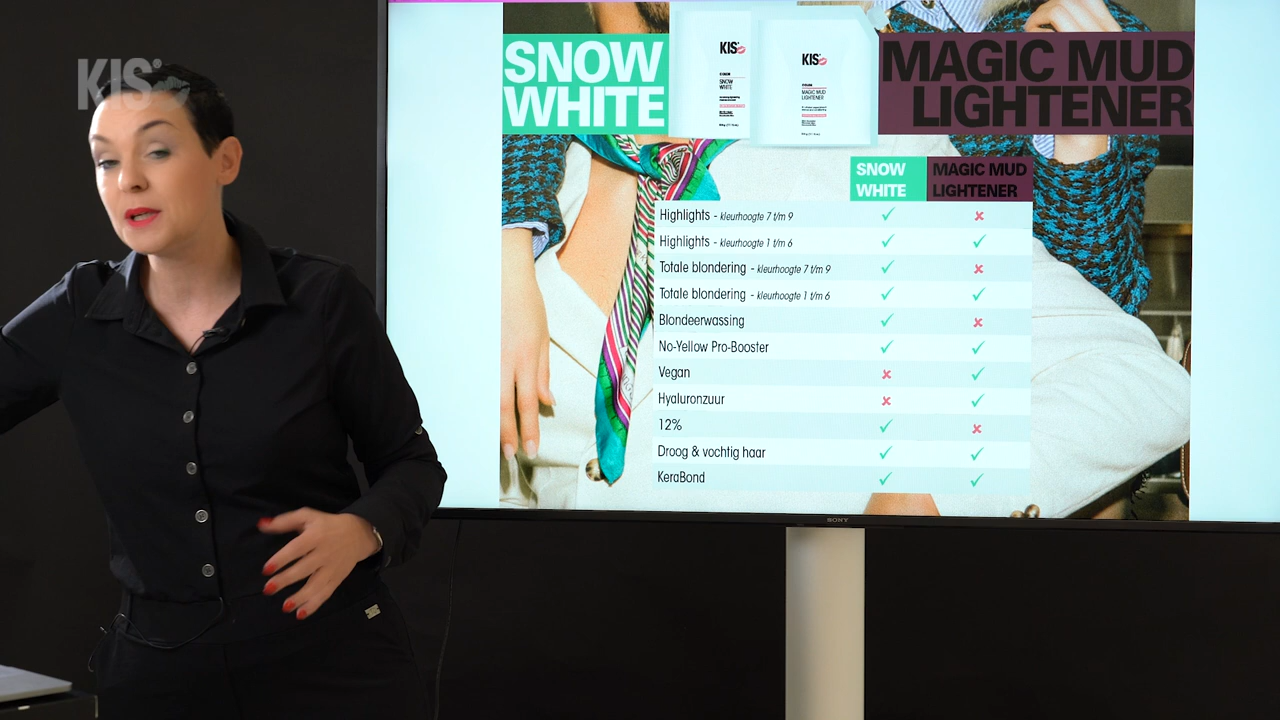 KIS
SNOW
WHITE
KIS
SNOW
WHITE
KIS
MAGIC MUD
LIGHTENER
MAGIC MUD
LIGHTENER
SNOW
WHITE
MAGIC MUD
LIGHTENER
Highlights - kleurhoogte 7 t/m 9
Highlights - kleurhoogte 1 t/m 6
Totale blondering - kleurhoogte 7 t/m 9
Totale blondering - kleurhoogte 1 t/m 6
Blondeerwassing
No-Yellow Pro-Booster
Vegan
Hyaluronzuur
12%
Droog & vochtig haar
KeraBond
SONY